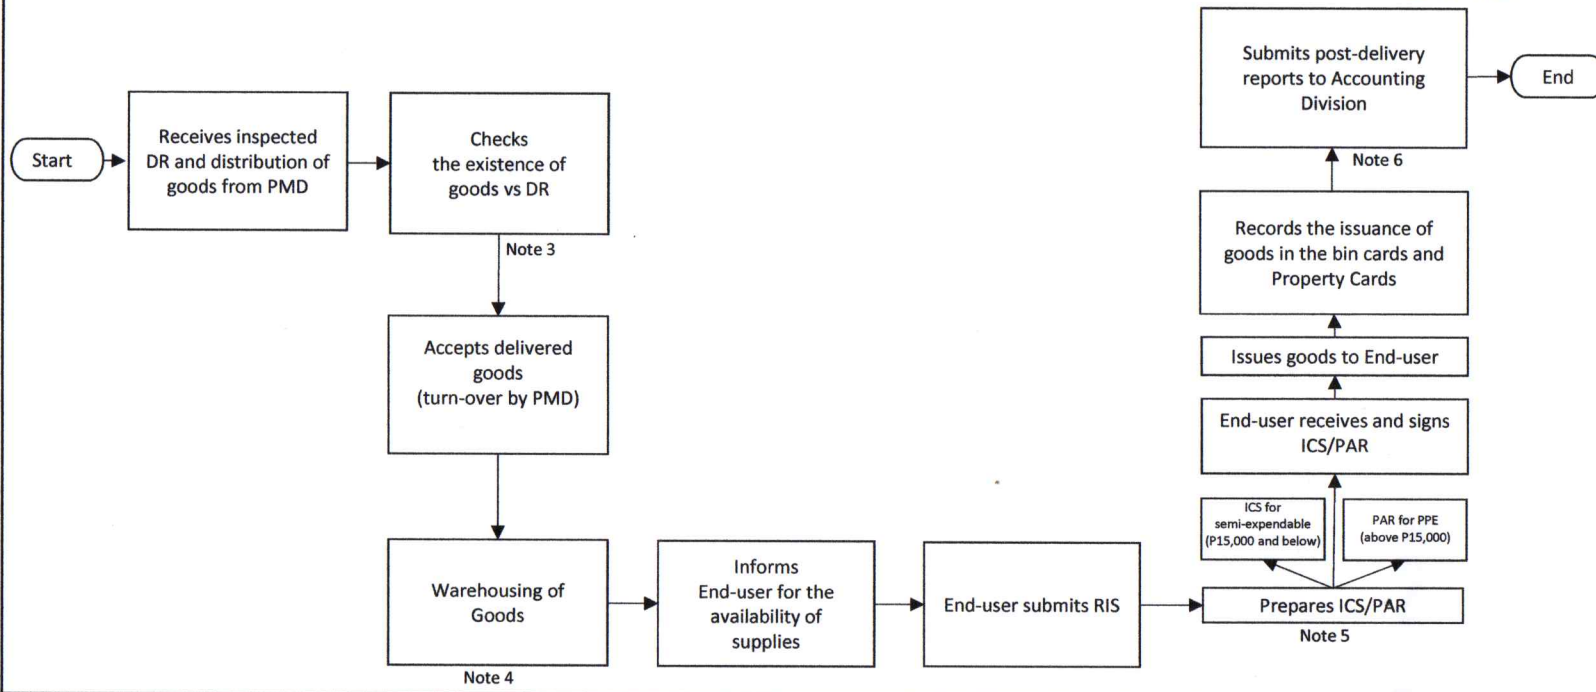 Start
Receives inspected
DR and distribution of
goods from PMD
Checks
the existence of
goods vs DR
Note 3
Accepts delivered
goods
(turn-over by PMD)
Warehousing of
Goods
Note 4
Informs
End-user for the
availability of
supplies
End-user submits RIS
Prepares ICS/PAR
Note 5
ICS for
semi-expendable
(P15,000 and below)
PAR for PPE
(above P15,000)
End-user receives and signs
ICS/PAR
Issues goods to End-user
Records the issuance of
goods in the bin cards and
Property Cards
Note 6
Submits post-delivery
reports to Accounting
Division
End